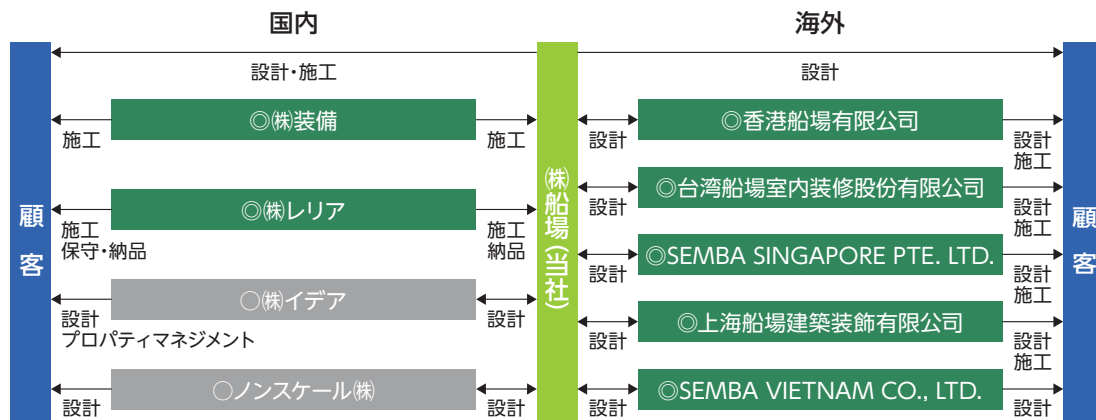 国内
海外
設計・施工
設計
顧客
㈱船場(当社)
顧客
◎㈱装備
施工
施工
◎㈱レリア
施工
保守・納品
施工
納品
○㈱イデア
設計
プロパティマネジメント
設計
○ノンスケール㈱
設計
設計
◎香港船場有限公司
設計
設計
施工
◎台湾船場室内装修股份有限公司
設計
設計
施工
◎SEMBA SINGAPORE PTE. LTD.
設計
設計
施工
◎上海船場建築装飾有限公司
設計
設計
施工
◎SEMBA VIETNAM CO., LTD.
設計
設計